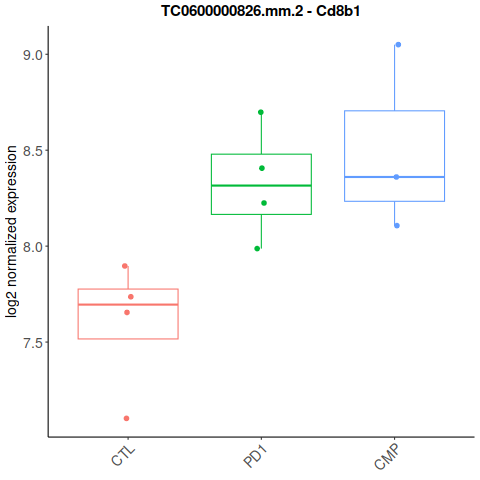 TC0600000826.mm.2 - Cd8b1
log2 normalized expression
9.0
8.5
8.0
7.5
CTL
PD1
CMP